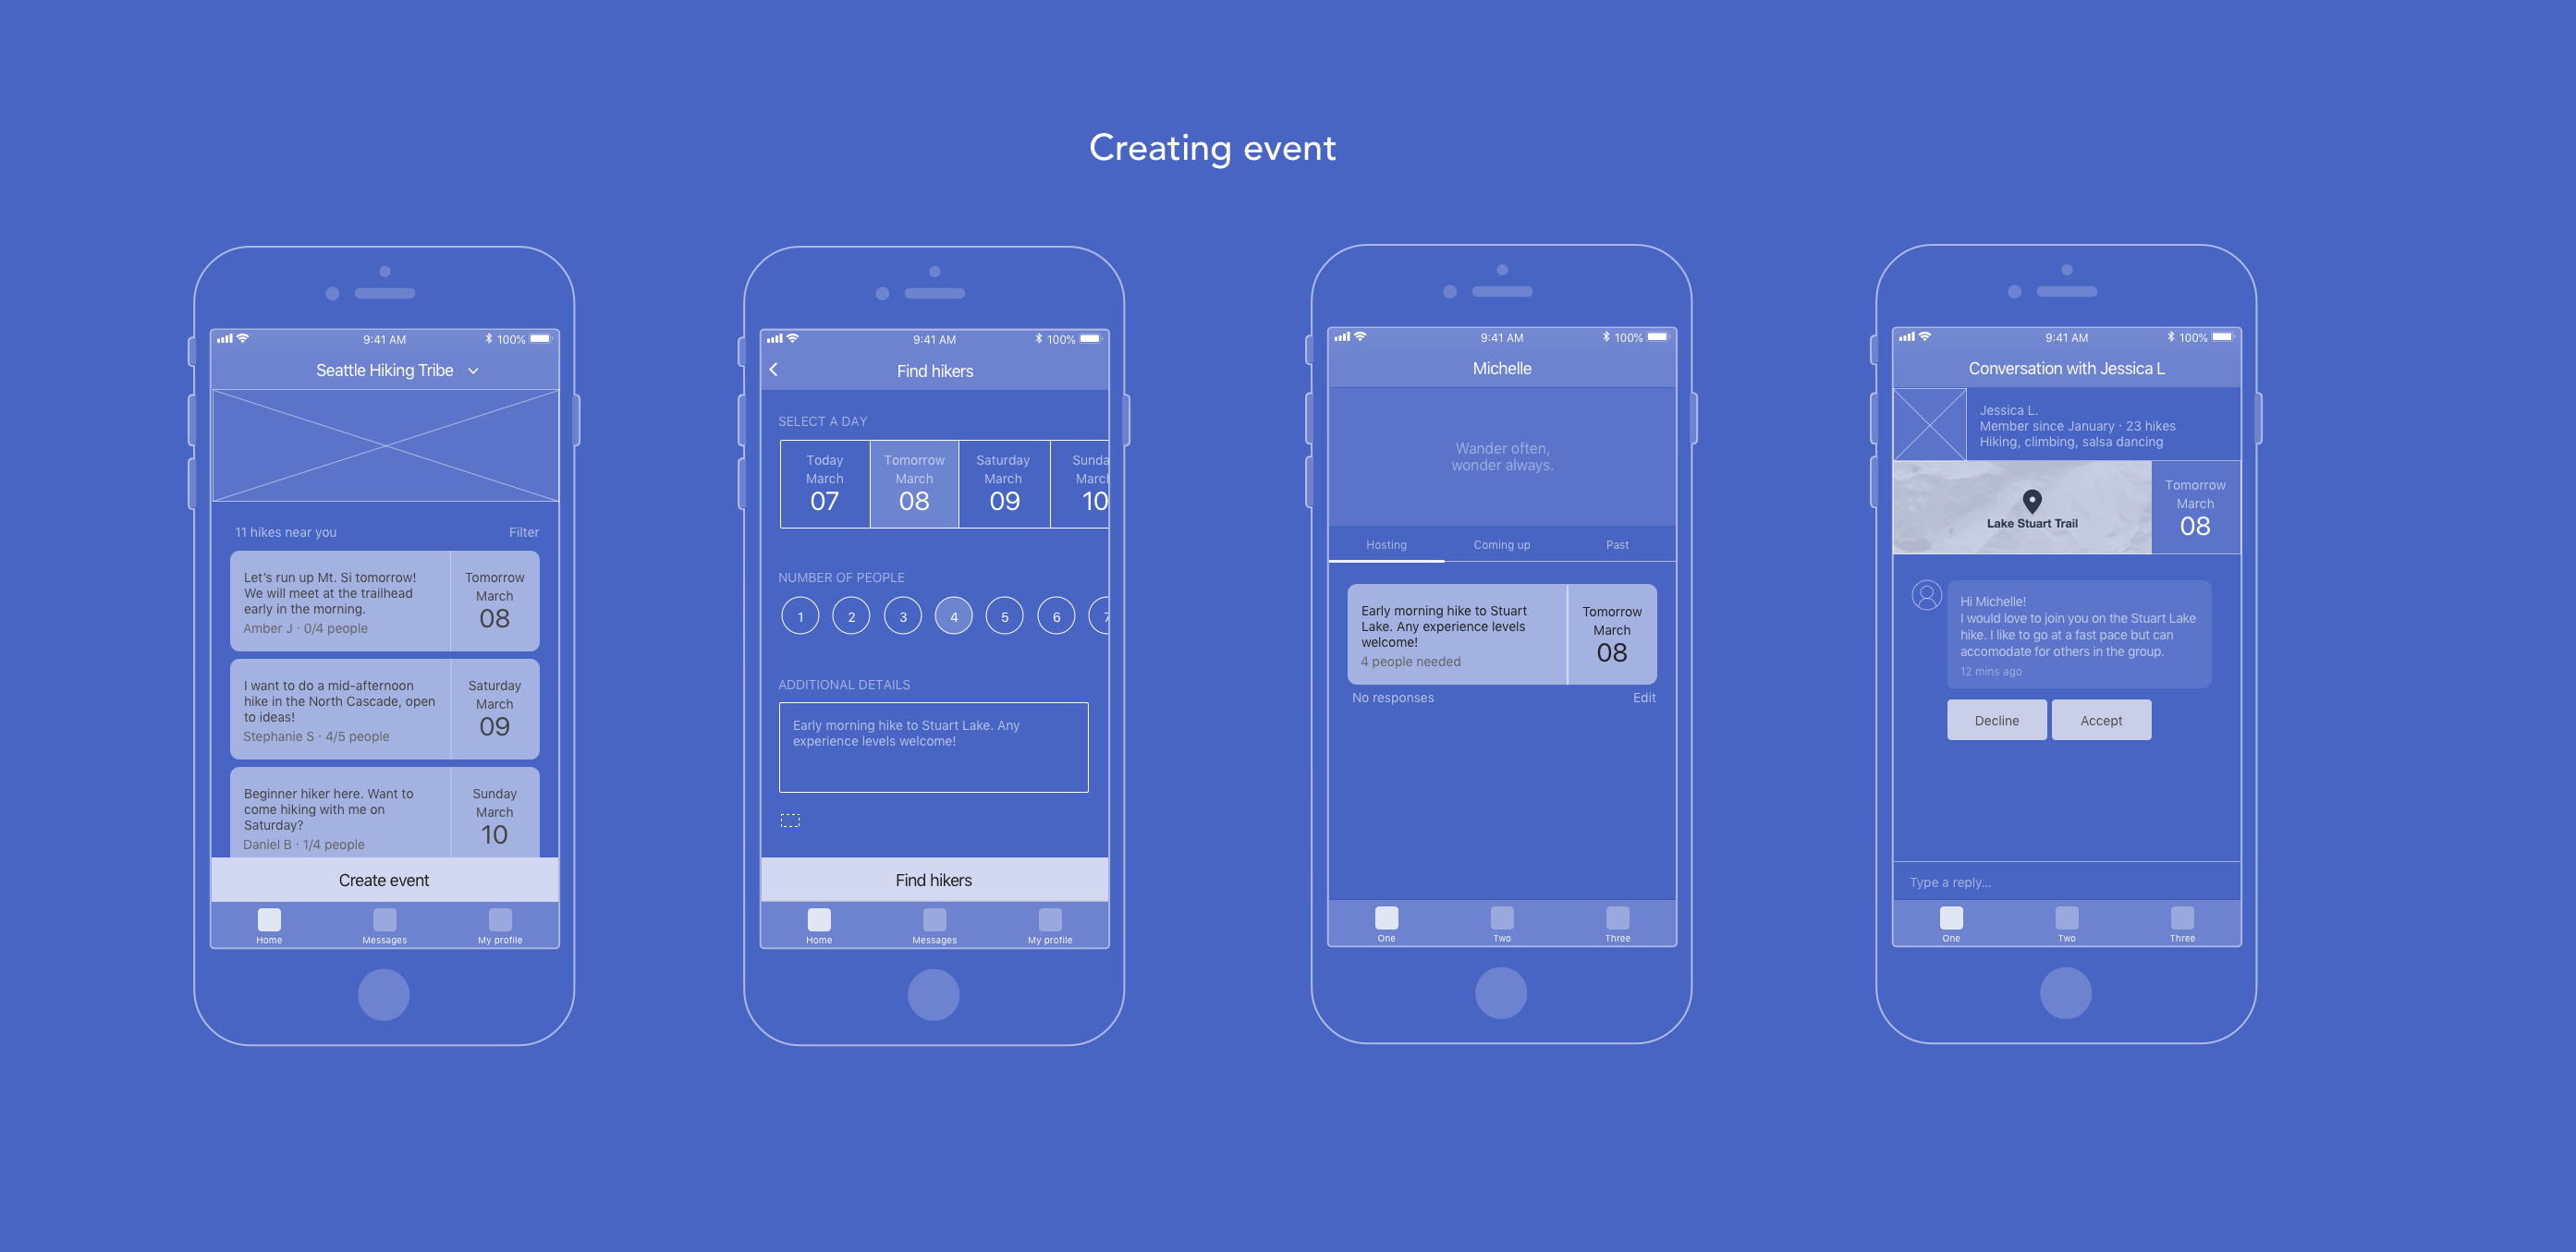 Creating event
9:41 AM
100%
Seattle Hiking Tribe
11 hikes near you
Filter
Let's run up Mt. Si tomorrow!
We will meet at the trailhead
early in the morning.
Amber J · 0/4 people
Tomorrow
March
08
I want to do a mid-afternoon
hike in the North Cascade, open
to ideas!
Stephanie S · 4/5 people
Saturday
March
09
Beginner hiker here. Want to
come hiking with me on
Saturday?
Daniel B · 1/4 people
Sunday
March
10
Create event
Home
Messages
My profile
9:41 AM
100%
Find hikers
SELECT A DAY
Today
March
07
Tomorrow
March
08
Saturday
March
09
Sunda
Marc
10
NUMBER OF PEOPLE
1
2
3
4
5
6
7
ADDITIONAL DETAILS
Early morning hike to Stuart Lake. Any
experience levels welcome!
Find hikers
Home
Messages
My profile
9:41 AM
100%
Michelle
Wander often,
wonder always.
Hosting
Coming up
Past
Early morning hike to Stuart
Lake. Any experience levels
welcome!
4 people needed
Tomorrow
March
08
No responses
Edit
One
Two
Three
9:41 AM
100%
Conversation with Jessica L
Jessica L.
Member since January · 23 hikes
Hiking, climbing, salsa dancing
Lake Stuart Trail
Tomorrow
March
08
Hi Michelle!
I would love to join you on the Stuart Lake
hike. I like to go at a fast pace but can
accomodate for others in the group.
12 mins ago
Decline
Accept
Type a reply...
One
Two
Three